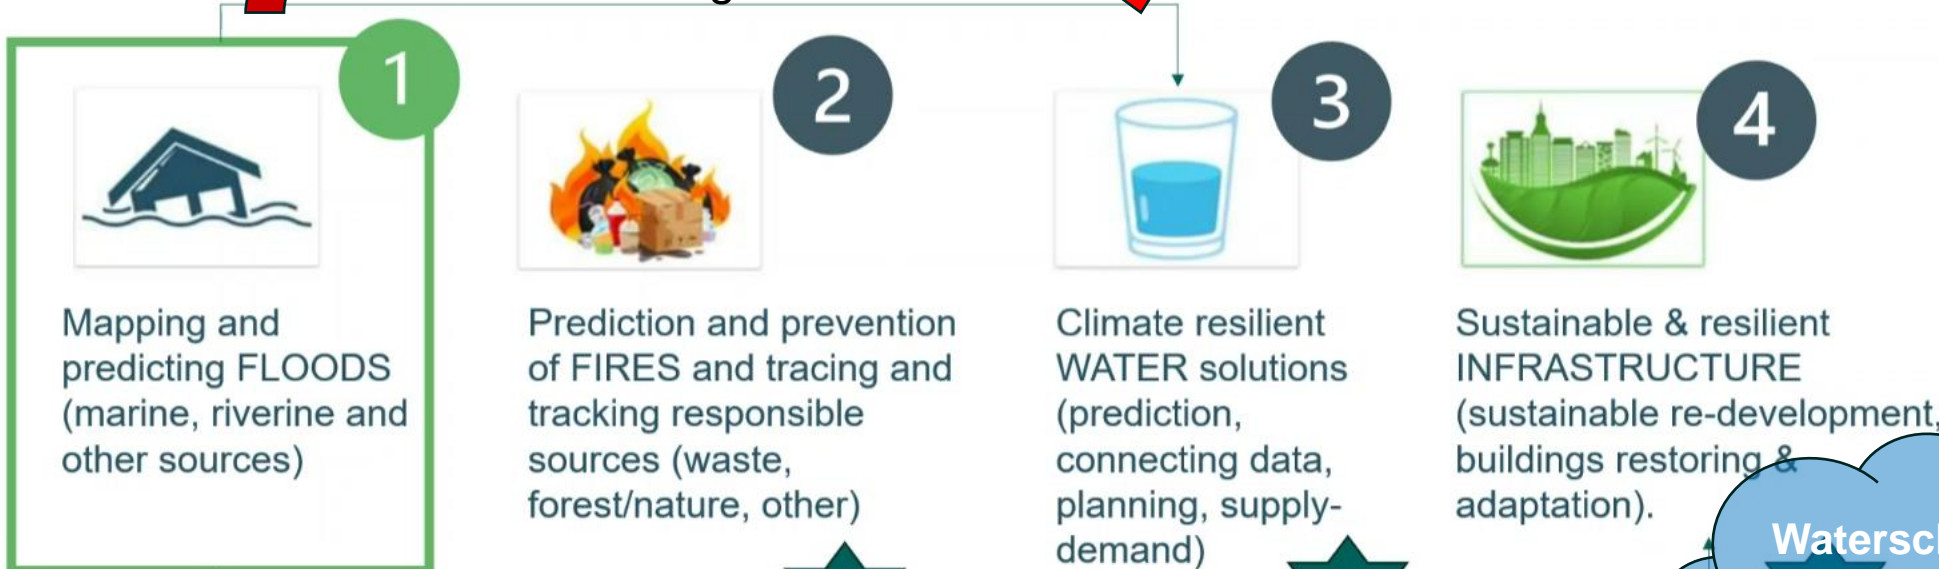 1
Mapping and
predicting FLOODS
(marine, riverine and
other sources)
2
Prediction and prevention
of FIRES and tracing and
tracking responsible
sources (waste,
forest/nature, other)
3
Climate resilient
WATER solutions
(prediction,
connecting data,
planning, supply-
demand)
4
Sustainable & resilient
INFRASTRUCTURE
(sustainable re-development,
buildings restoring &
adaptation).